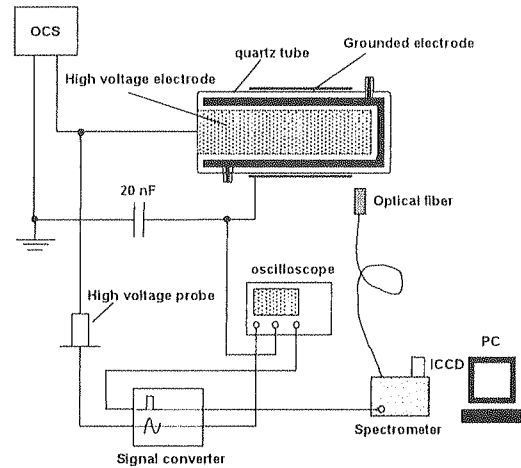 OCS
quartz tube
Grounded electrode
High voltage electrode
20 nF
Optical fiber
oscilloscope
High voltage probe
PC
ICCD
Spectrometer
Signal converter